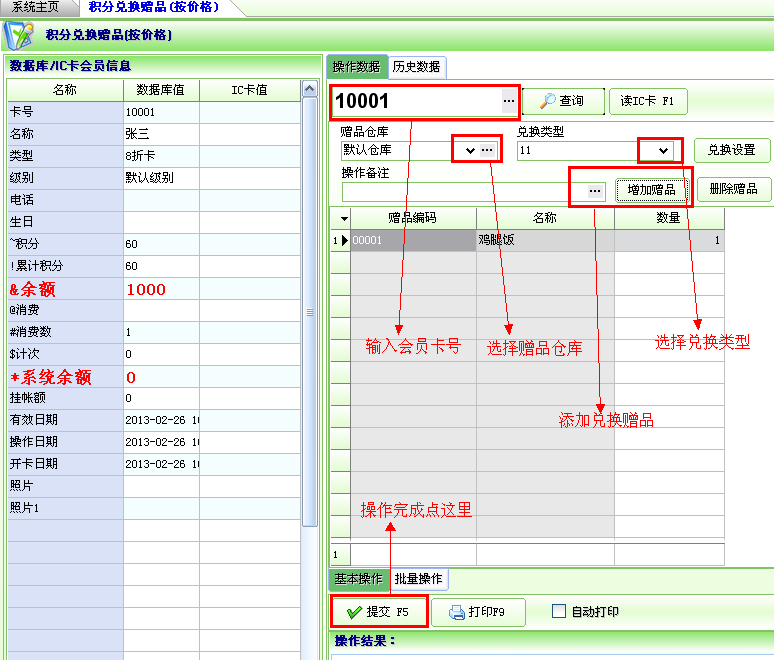 系统主页
积分兑换赠品(按价格)
积分兑换赠品(按价格)
数据库/IC卡会员信息
名称 数据库值 IC卡值
卡号 10001
名称 张三
类型 8折卡
级别 默认级别
电话
生日
~积分 60
!累计积分 60
&余额 1000
@消费
#消费数 1
$计次 0
*系统余额 0
挂帐额 0
有效日期 2013-02-26 10
操作日期 2013-02-26 10
开卡日期 2013-02-26 10
照片
照片1
操作数据 历史数据
10001 ... 查询 读IC卡 F1
赠品仓库 兑换类型
默认仓库 ... 11 兑换设置
操作备注
... 增加赠品 删除赠品
赠品编码 名称 数量
1 00001 鸡腿饭 1
输入会员卡号
选择赠品仓库
选择兑换类型
添加兑换赠品
操作完成点这里
1
基本操作 批量操作
提交 F5 打印F9 自动打印
操作结果：